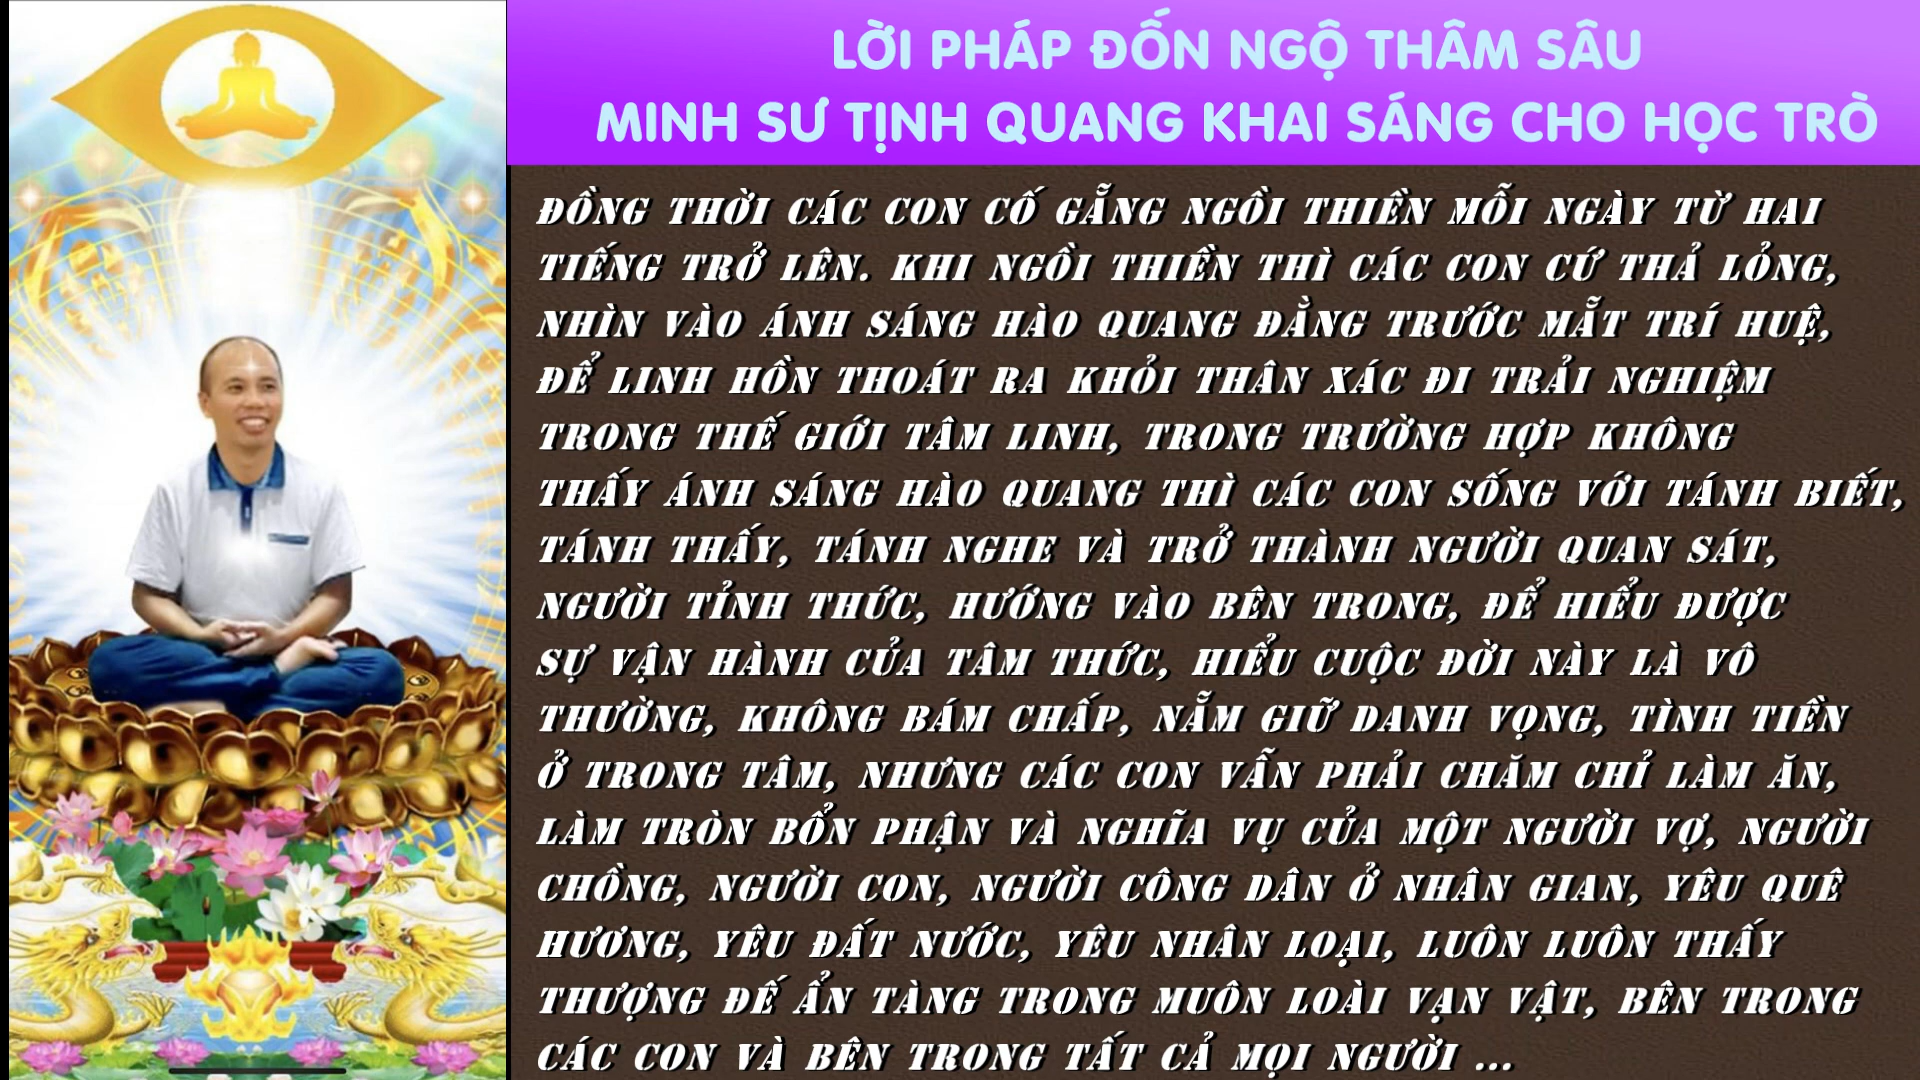 LỜI PHÁP ĐỐN NGỘ THÂM SÂU
MINH SƯ TỊNH QUANG KHAI SÁNG CHO HỌC TRÒ
ĐỒNG THỜI CÁC CON CỐ GẮNG NGỒI THIỀN MỖI NGÀY TỪ HAI
TIẾNG TRỞ LÊN. KHI NGỒI THIỀN THÌ CÁC CON CỨ THẢ LỎNG,
NHÌN VÀO ÁNH SÁNG HÀO QUANG ĐẰNG TRƯỚC MẮT TRÍ HUỆ,
ĐỂ LINH HỒN THOÁT RA KHỎI THÂN XÁC ĐI TRẢI NGHIỆM
TRONG THẾ GIỚI TÂM LINH, TRONG TRƯỜNG HỢP KHÔNG
THẤY ÁNH SÁNG HÀO QUANG THÌ CÁC CON SỐNG VỚI TÁNH BIẾT,
TÁNH THẤY, TÁNH NGHE VÀ TRỞ THÀNH NGƯỜI QUAN SÁT,
NGƯỜI TỈNH THỨC, HƯỚNG VÀO BÊN TRONG, ĐỂ HIỂU ĐƯỢC
SỰ VẬN HÀNH CỦA TÂM THỨC, HIỂU CUỘC ĐỜI NÀY LÀ VÔ
THƯỜNG, KHÔNG BÁM CHẤP, NẮM GIỮ DANH VỌNG, TÌNH TIỀN
Ở TRONG TÂM, NHƯNG CÁC CON VẪN PHẢI CHĂM CHỈ LÀM ĂN,
LÀM TRÒN BỔN PHẬN VÀ NGHĨA VỤ CỦA MỘT NGƯỜI VỢ, NGƯỜI
CHỒNG, NGƯỜI CON, NGƯỜI CÔNG DÂN Ở NHÂN GIAN, YÊU QUÊ
HƯƠNG, YÊU ĐẤT NƯỚC, YÊU NHÂN LOẠI, LUÔN LUÔN THẤY
THƯỢNG ĐẾ ẨN TÀNG TRONG MUÔN LOÀI VẠN VẬT, BÊN TRONG
CÁC CON VÀ BÊN TRONG TẤT CẢ MỌI NGƯỜI ...